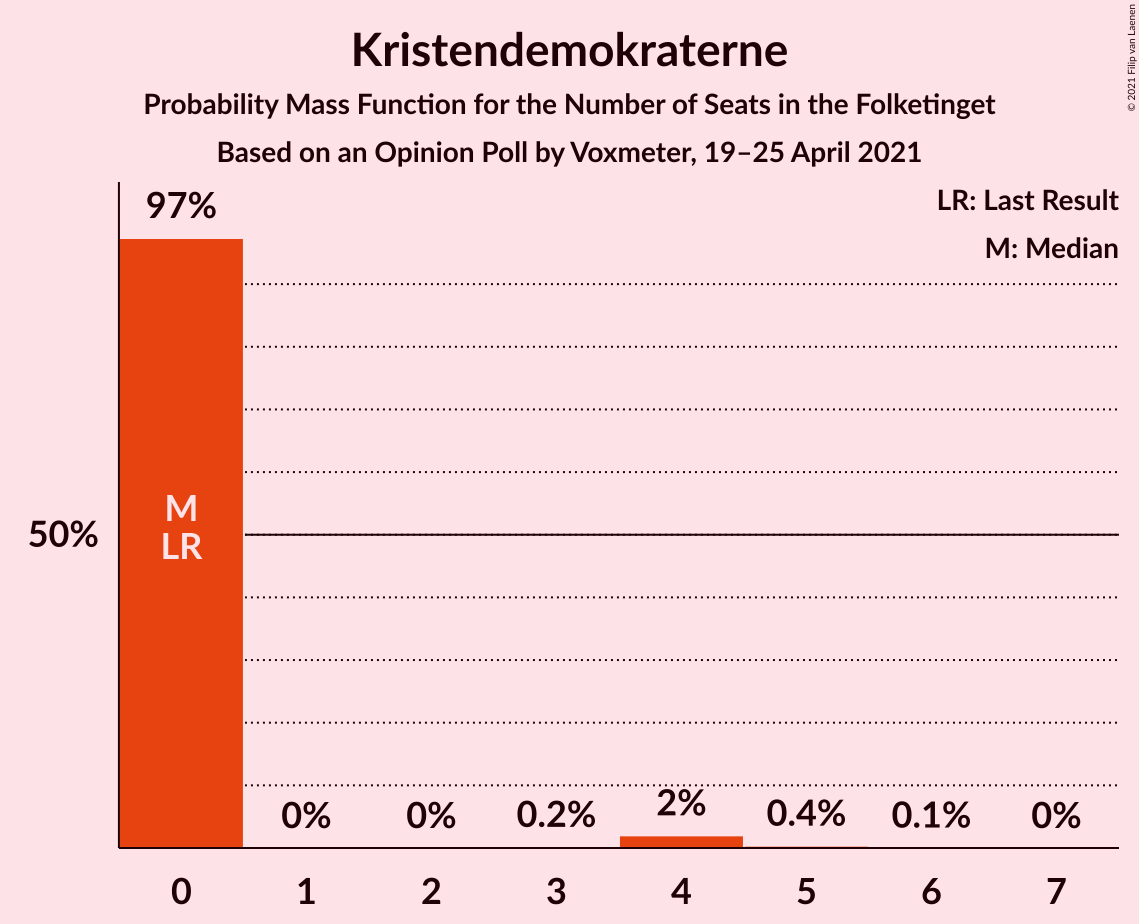 Kristendemokraterne
Probability Mass Function for the Number of Seats in the Folketinget
Based on an Opinion Poll by Voxmeter, 19–25 April 2021
© 2021 Filip van Laenen
LR: Last Result
M: Median
97%
M
LR
50%
0%
0%
0.2%
2%
0.4%
0.1%
0%
0
1
2
3
4
5
6
7